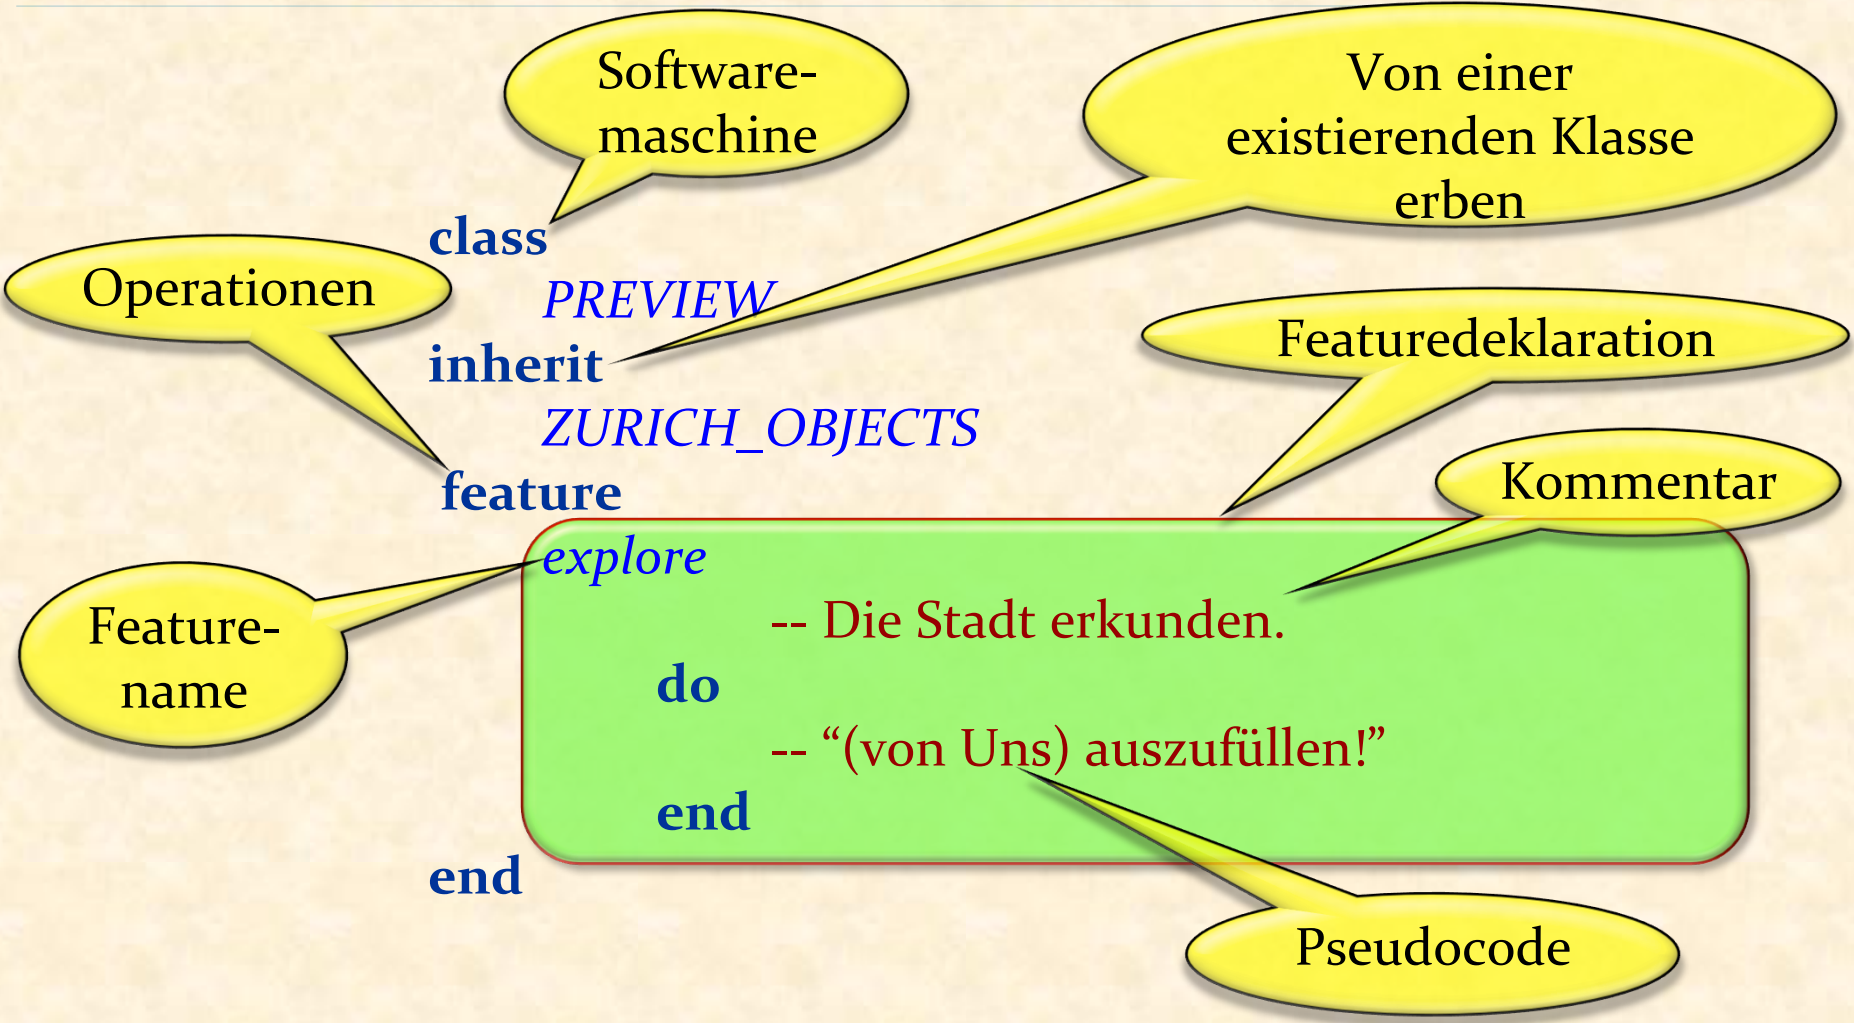 Software-
maschine
Von einer
existierenden Klasse
erben
class
Operationen
PREVIEW
inherit
Featuredeklaration
ZURICH_OBJECTS
feature
Kommentar
explore
Feature-
name
-- Die Stadt erkunden.
do
-- “(von Uns) auszufüllen!”
end
end
Pseudocode